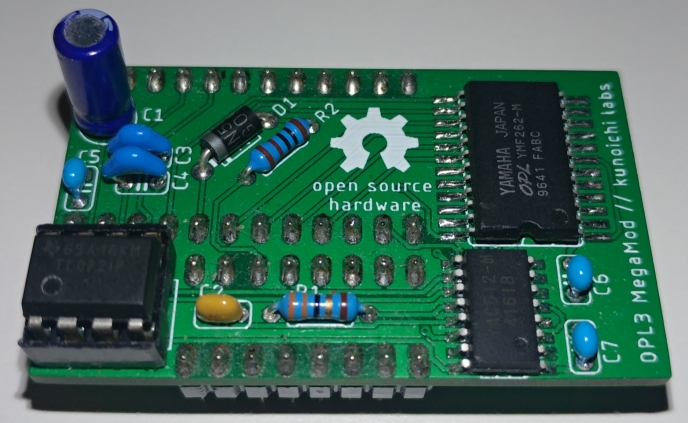 C1
C5
C3
C4
D1
R2
open source
hardware
YAMAHA JAPAN
OPL YMF262-M
9641 FABC
C2
R1
C6
C7
OPL3 MegaMod // kunoichi labs